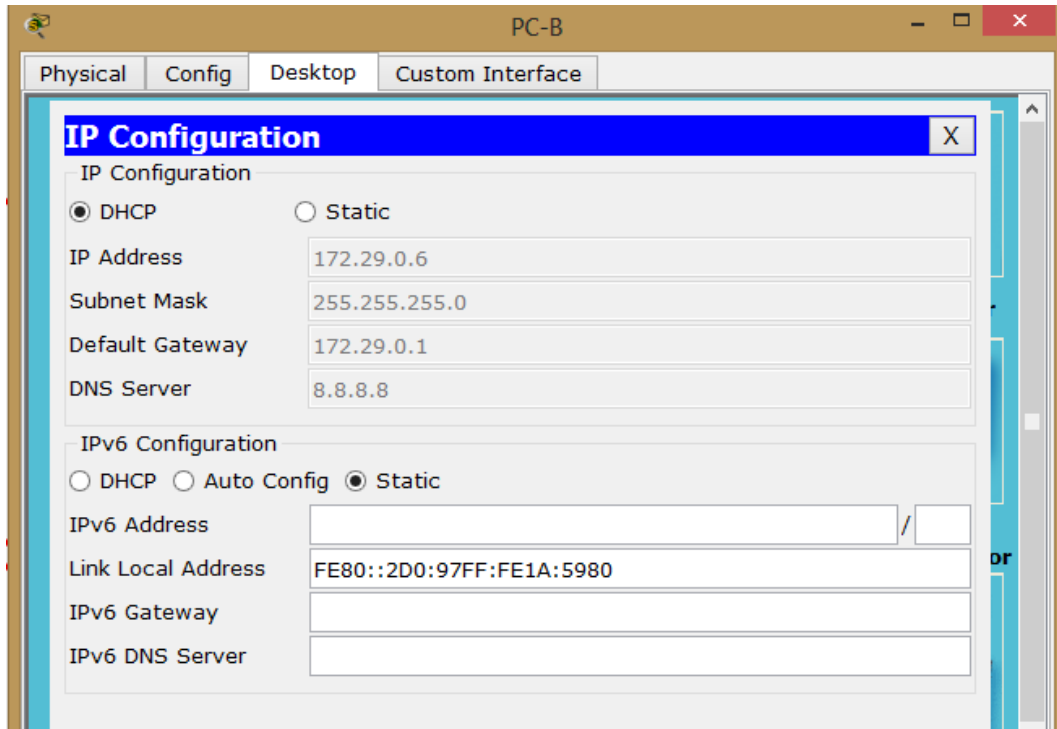 PC-B
Physical Config Desktop Custom Interface
IP Configuration X
IP Configuration
DHCP Static
IP Address 172.29.0.6
Subnet Mask 255.255.255.0
Default Gateway 172.29.0.1
DNS Server 8.8.8.8
IPv6 Configuration
DHCP Auto Config Static
IPv6 Address /
Link Local Address FE80::2D0:97FF:FE1A:5980
IPv6 Gateway
IPv6 DNS Server
or